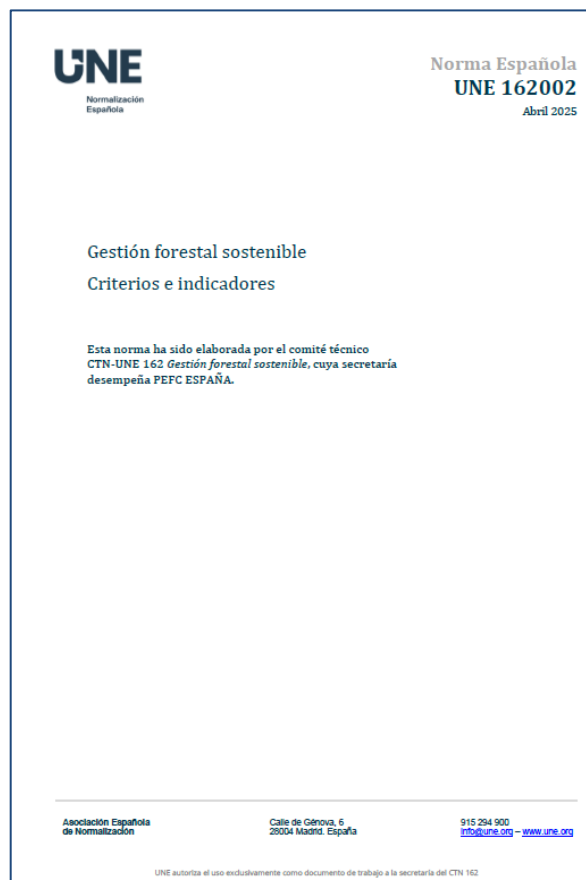 UNE
Normalización
Española
Norma Española
UNE 162002
Abril 2025
Gestión forestal sostenible
Criterios e indicadores
Esta norma ha sido elaborada por el comité técnico
CTN-UNE 162 Gestión forestal sostenible, cuya secretaría
desempeña PEFC ESPAÑA.
Asociación Española
de Normalización
Calle de Génova, 6
28004 Madrid. España
915 294 900
info@une.org – www.une.org
UNE autoriza el uso exclusivamente como documento de trabajo a la secretaría del CTN 162